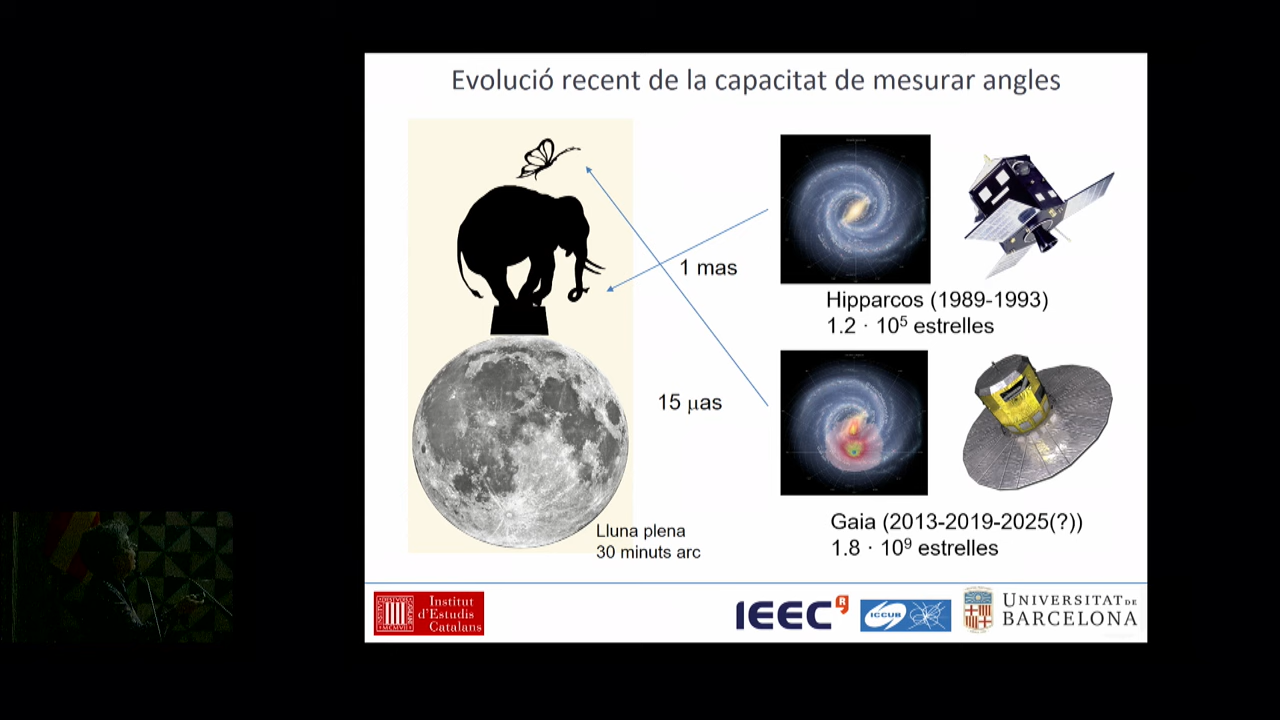 Evolució recent de la capacitat de mesurar angles
1 mas
Hipparcos (1989-1993)
1.2 · 10⁵ estrelles
15 μas
Gaia (2013-2019-2025(?))
1.8 · 10⁹ estrelles
Lluna plena
30 minuts arc
Institut
d'Estudis
Catalans
IEEC
R
ICCUB
UNIVERSITAT DE
BARCELONA